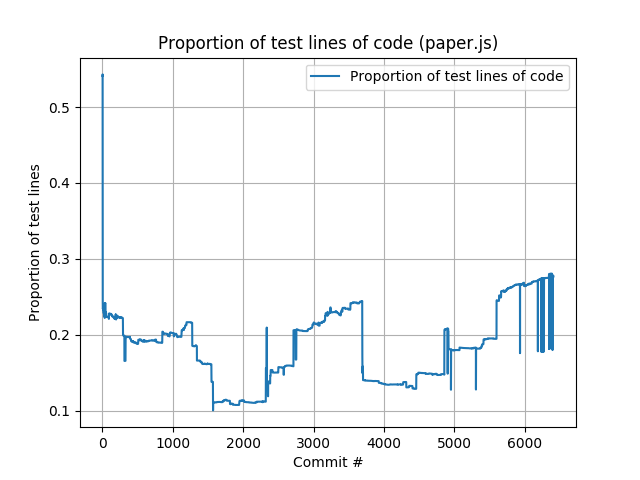 Proportion of test lines of code (paper.js)
Proportion of test lines of code
Proportion of test lines
0.5
0.4
0.3
0.2
0.1
0 1000 2000 3000 4000 5000 6000
Commit #